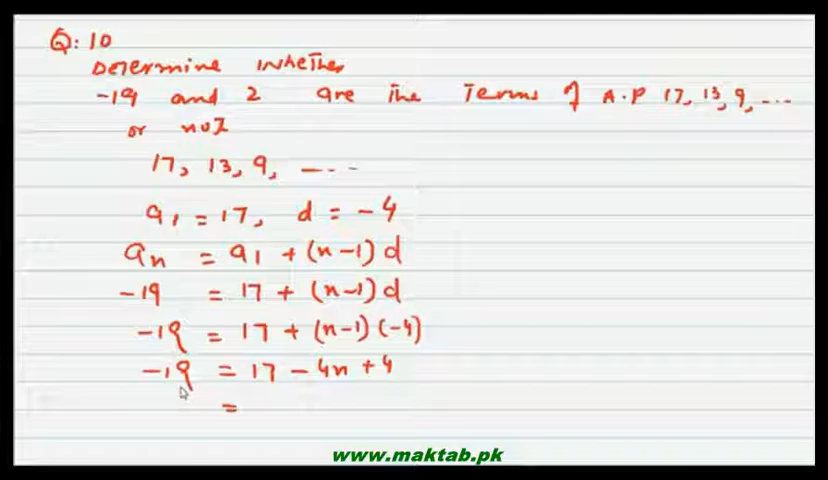 Q: 10
Determine whether
-19 and 2 are the Terms of A.P 17, 13, 9, ....
or not
17, 13, 9, ----
a₁ = 17, d = -4
aₙ = a₁ + (n-1)d
-19 = 17 + (n-1)d
-19 = 17 + (n-1)(-4)
-19 = 17 - 4n + 4
=
www.maktab.pk